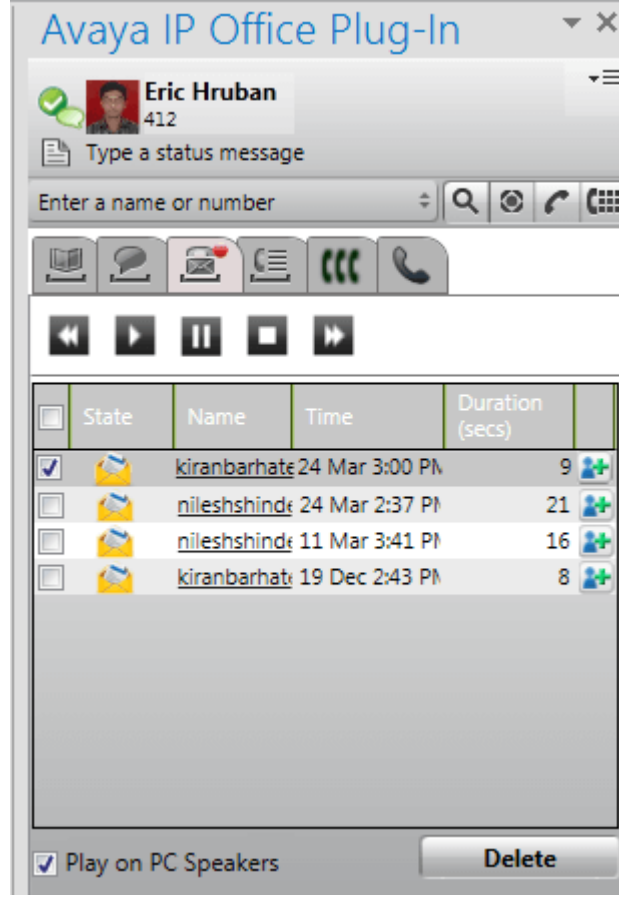 Avaya IP Office Plug-In
Eric Hruban
412
Type a status message
Enter a name or number
State Name Time Duration (secs)
kiranbarhate 24 Mar 3:00 PM 9
nileshshinde 24 Mar 2:37 PM 21
nileshshinde 11 Mar 3:41 PM 16
kiranbarhate 19 Dec 2:43 PM 8
Play on PC Speakers Delete